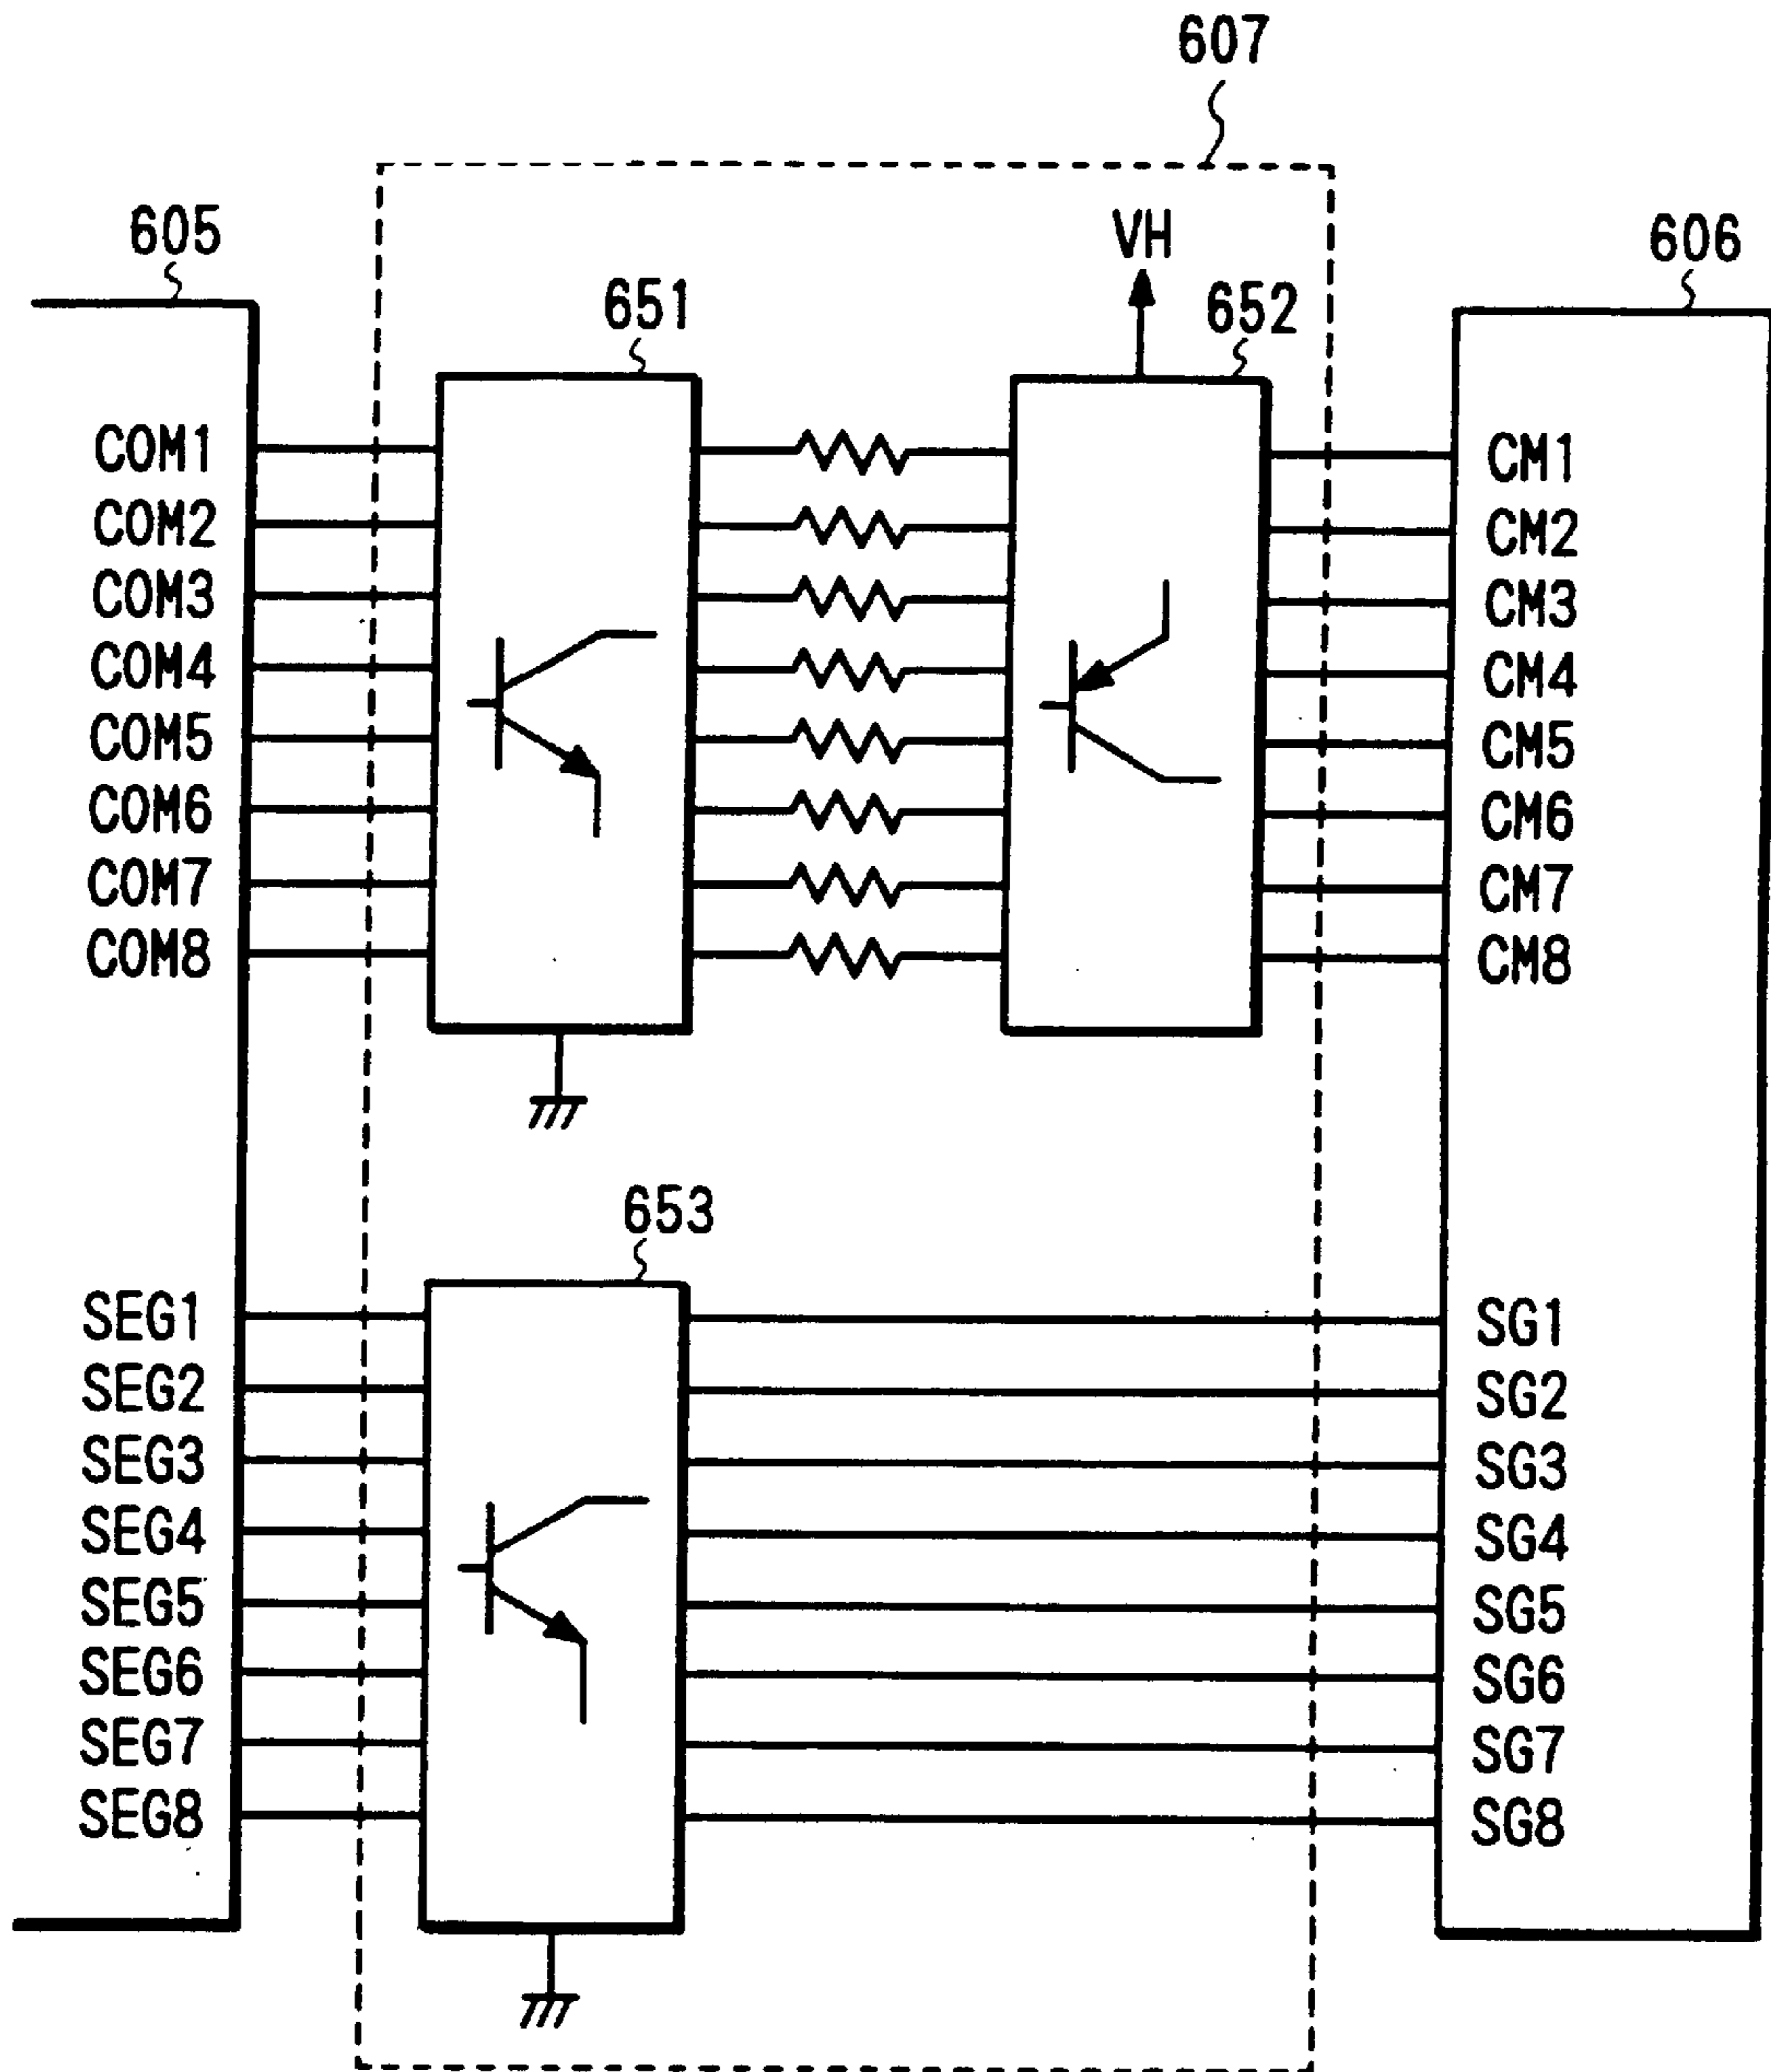 607
605
VH
606
651
652
COM1
CM1
COM2
CM2
COM3
CM3
COM4
CM4
COM5
CM5
COM6
CM6
COM7
CM7
COM8
CM8
653
SEG1
SG1
SEG2
SG2
SEG3
SG3
SEG4
SG4
SEG5
SG5
SEG6
SG6
SEG7
SG7
SEG8
SG8